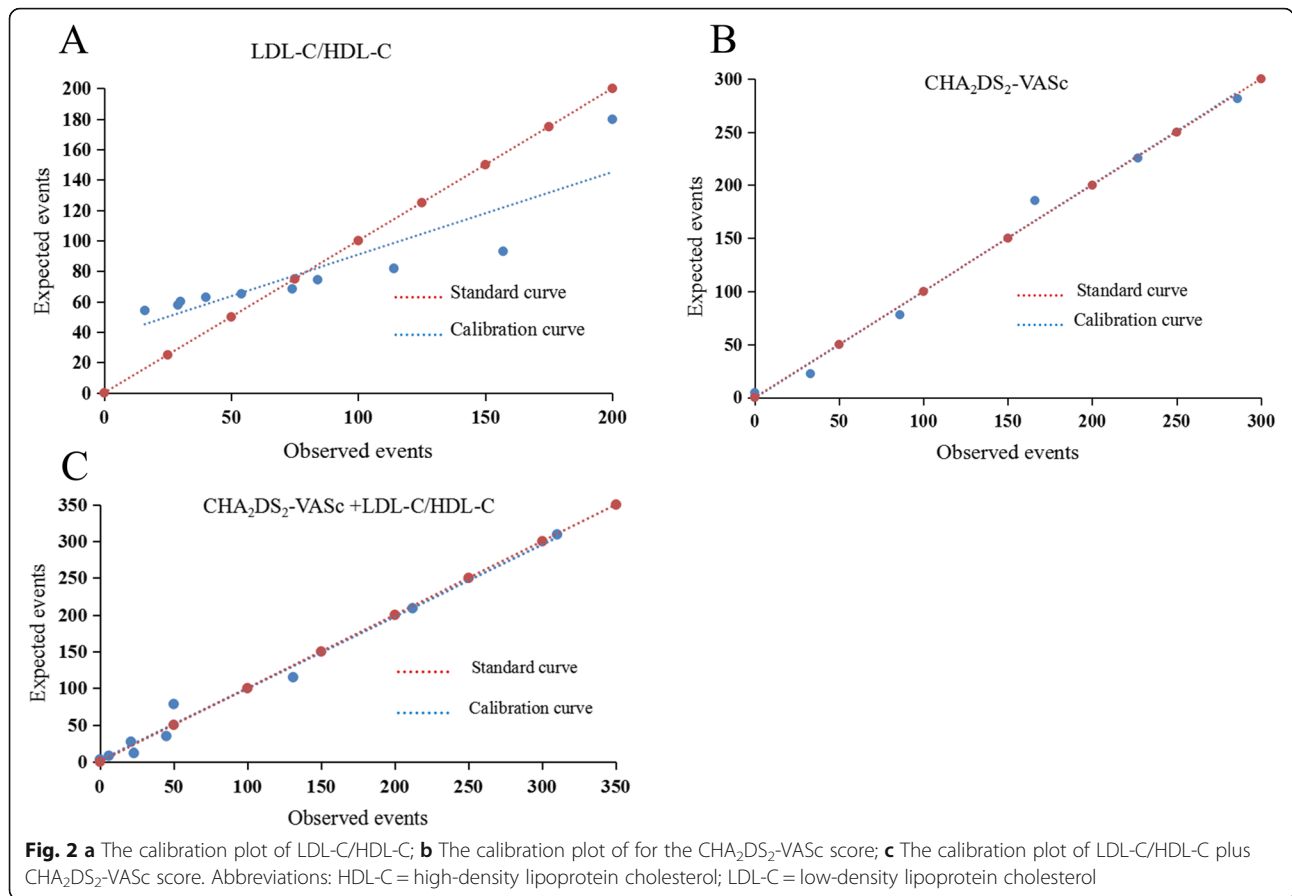 A
LDL-C/HDL-C
200
180
160
140
120
100
80
60
40
20
0
Expected events
0 50 100 150 200
Observed events
Standard curve
Calibration curve
B
CHA₂DS₂-VASc
300
250
200
150
100
50
0
Expected events
0 50 100 150 200 250 300
Observed events
Standard curve
Calibration curve
C
CHA₂DS₂-VASc +LDL-C/HDL-C
350
300
250
200
150
100
50
0
Expected events
0 50 100 150 200 250 300 350
Observed events
Standard curve
Calibration curve
Fig. 2 a The calibration plot of LDL-C/HDL-C; b The calibration plot of for the CHA₂DS₂-VASc score; c The calibration plot of LDL-C/HDL-C plus
CHA₂DS₂-VASc score. Abbreviations: HDL-C = high-density lipoprotein cholesterol; LDL-C = low-density lipoprotein cholesterol